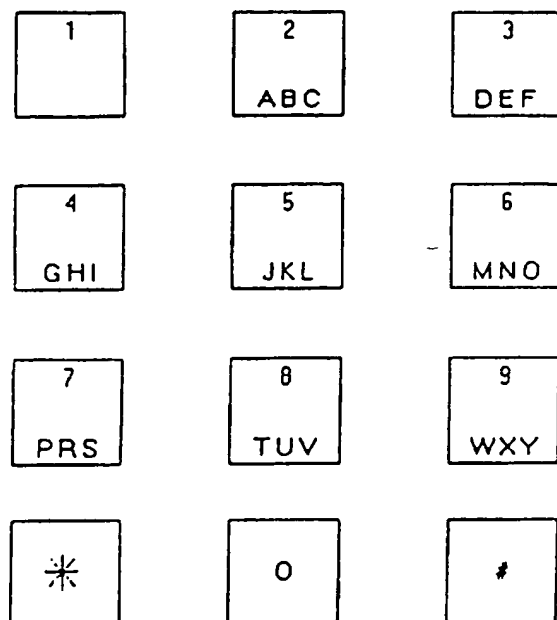 1 2 3
ABC DEF
4 5 6
GHI JKL MNO
7 8 9
PRS TUV WXY
* 0 #